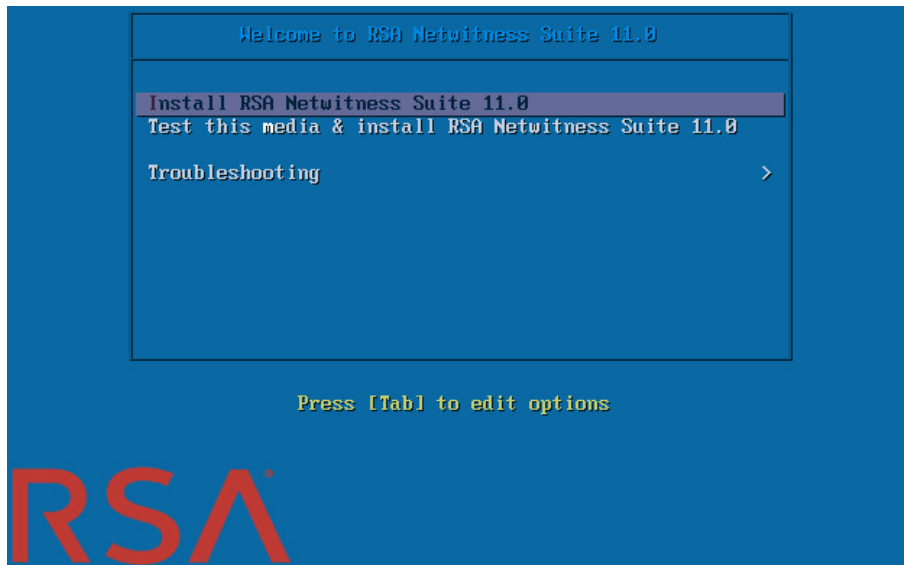 Welcome to RSA Netwitness Suite 11.0
Install RSA Netwitness Suite 11.0
Test this media & install RSA Netwitness Suite 11.0
Troubleshooting >
Press [Tab] to edit options
RSA